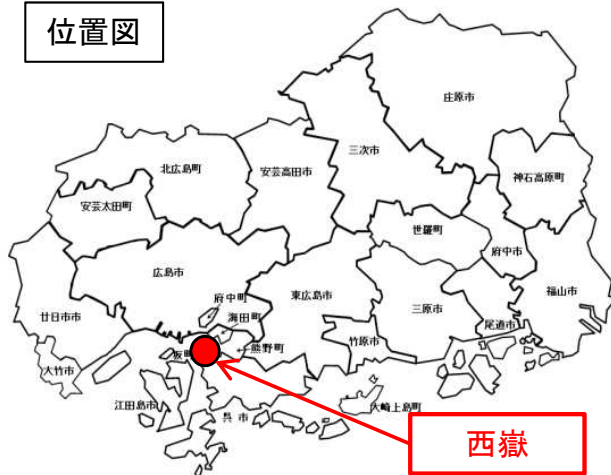 位置図
庄原市
三次市
北広島町
安芸高田市
神石高原町
安芸太田町
世羅町
府中市
広島市
府中町
海田町
東広島市
三原市
福山市
尾道市
廿日市市
熊野町
竹原市
坂町
大竹市
江田島市
呉市
大崎上島町
西嶽